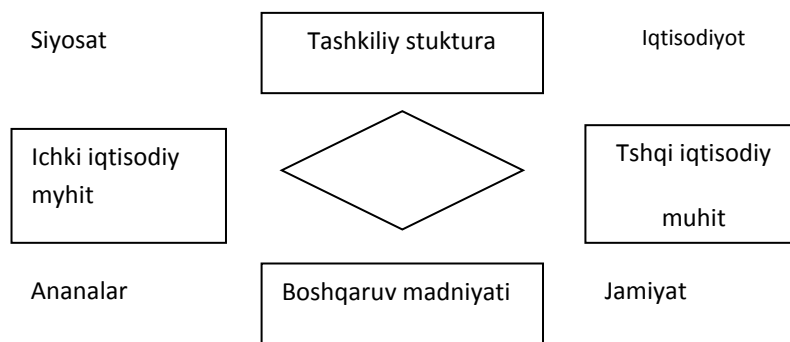 Siyosat
Tashkiliy stuktura
Iqtisodiyot
Ichki iqtisodiy
myhit
Tshqi iqtisodiy
muhit
Ananalar
Boshqaruv madniyati
Jamiyat